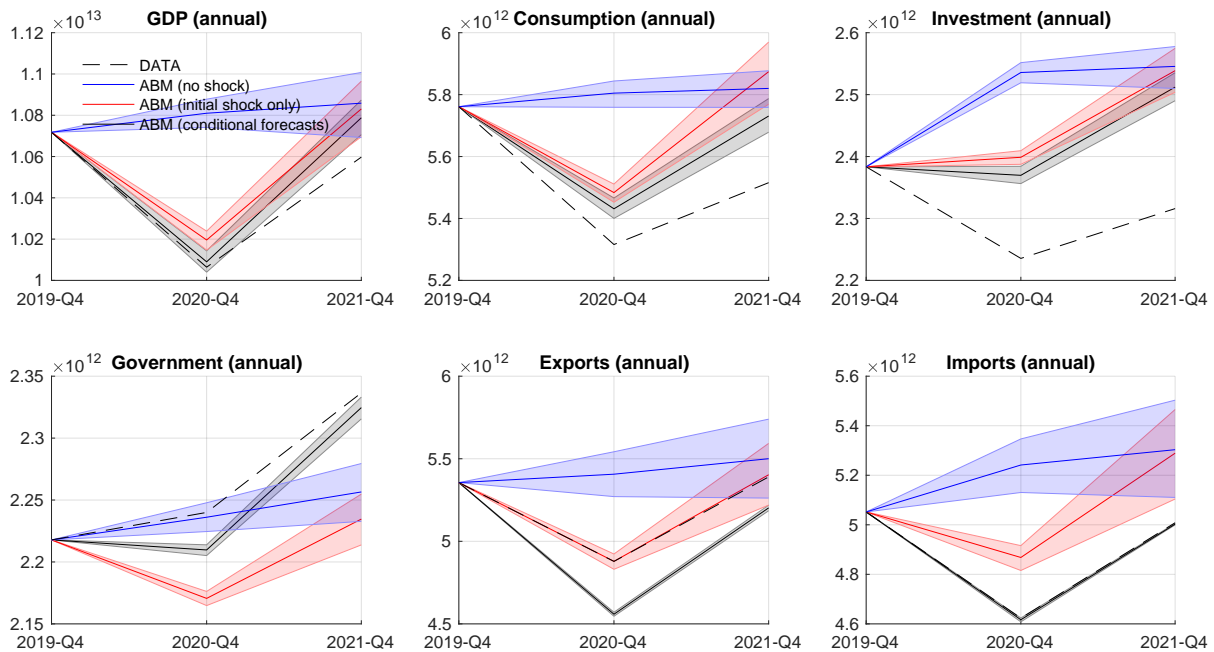 GDP (annual)
×10^13
1.12
1.1
1.08
1.06
1.04
1.02
1
2019-Q4
2020-Q4
2021-Q4
DATA
ABM (no shock)
ABM (initial shock only)
ABM (conditional forecasts)
Consumption (annual)
×10^12
6
5.8
5.6
5.4
5.2
2019-Q4
2020-Q4
2021-Q4
Investment (annual)
×10^12
2.6
2.5
2.4
2.3
2.2
2019-Q4
2020-Q4
2021-Q4
Government (annual)
×10^12
2.35
2.3
2.25
2.2
2.15
2019-Q4
2020-Q4
2021-Q4
Exports (annual)
×10^12
6
5.5
5
4.5
2019-Q4
2020-Q4
2021-Q4
Imports (annual)
×10^12
5.6
5.4
5.2
5
4.8
4.6
2019-Q4
2020-Q4
2021-Q4